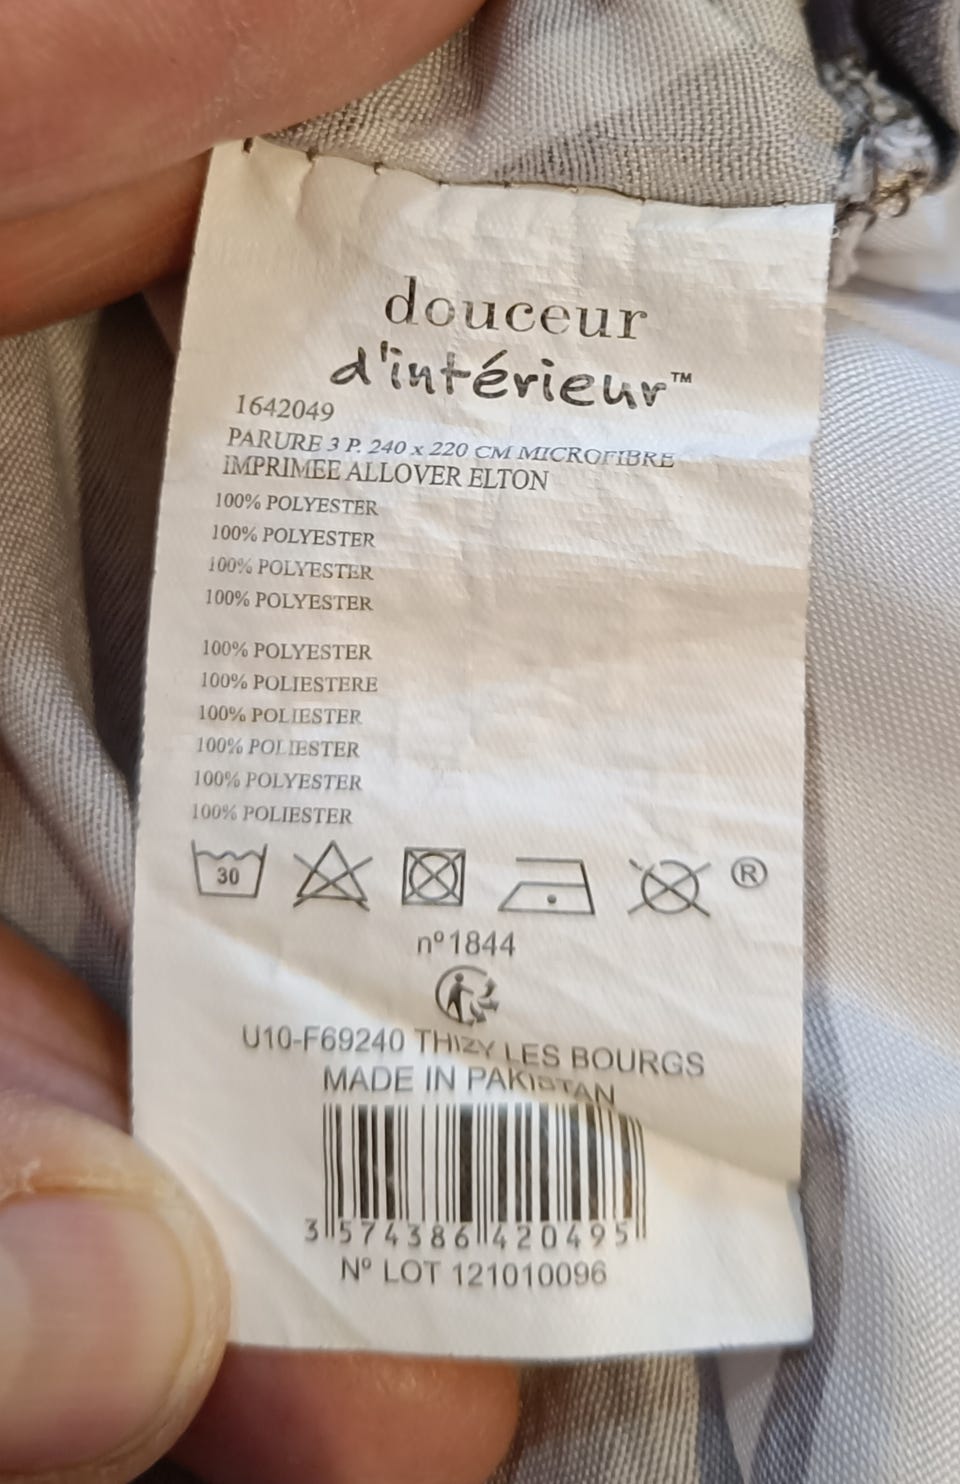 douceur
d'intérieur™
1642049
PARURE 3 P. 240 x 220 CM MICROFIBRE
IMPRIMEE ALLOVER ELTON
100% POLYESTER
100% POLYESTER
100% POLYESTER
100% POLYESTER
100% POLYESTER
100% POLIESTERE
100% POLIESTER
100% POLIESTER
100% POLYESTER
100% POLIESTER
30 ®
nº1844
U10-F69240 THIZY LES BOURGS
MADE IN PAKISTAN
3 574386 420495
Nº LOT 121010096